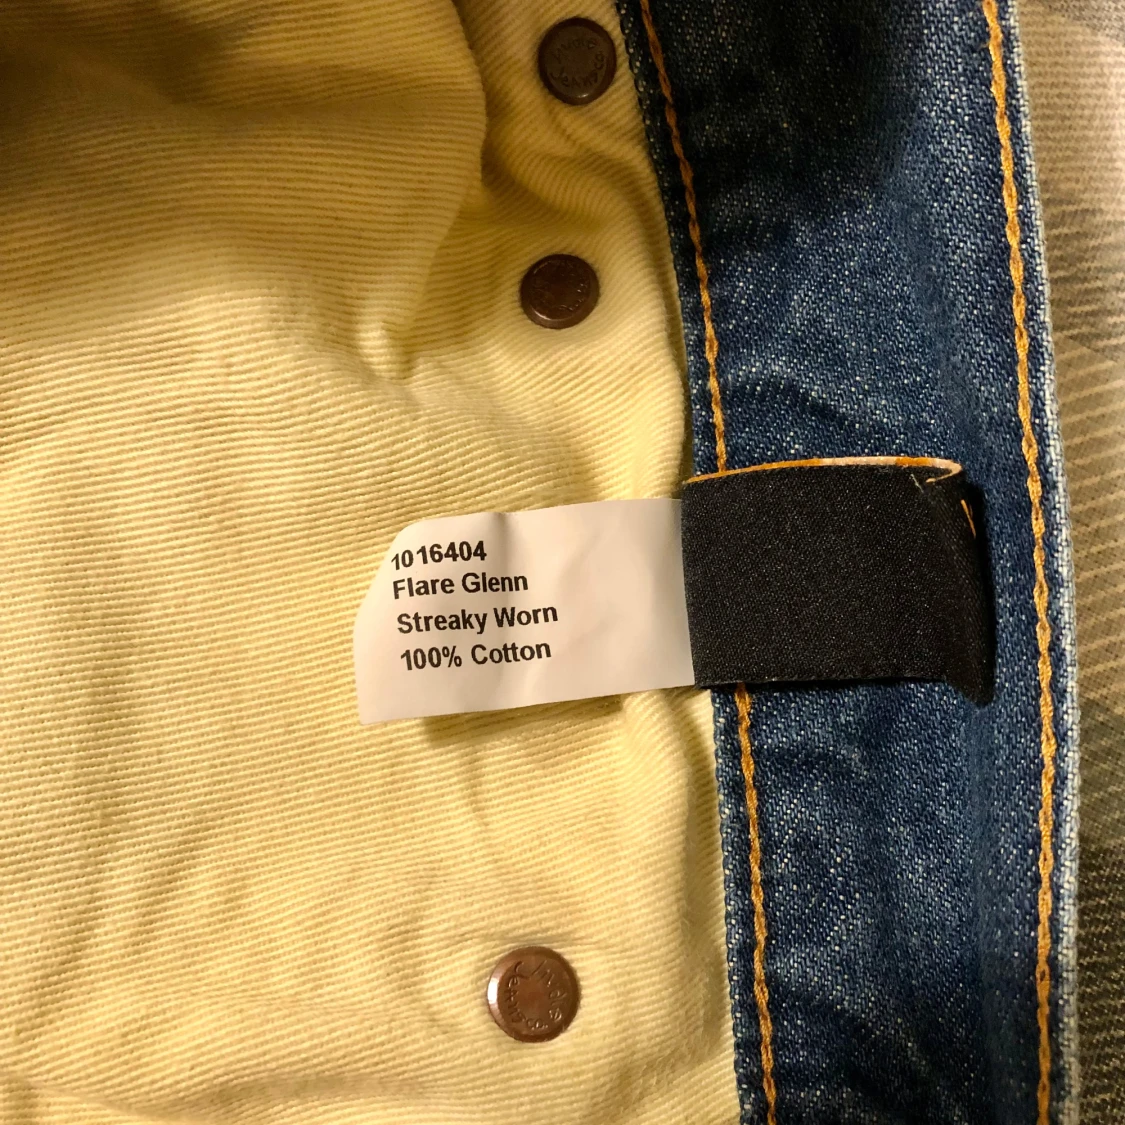 1016404
Flare Glenn
Streaky Worn
100% Cotton